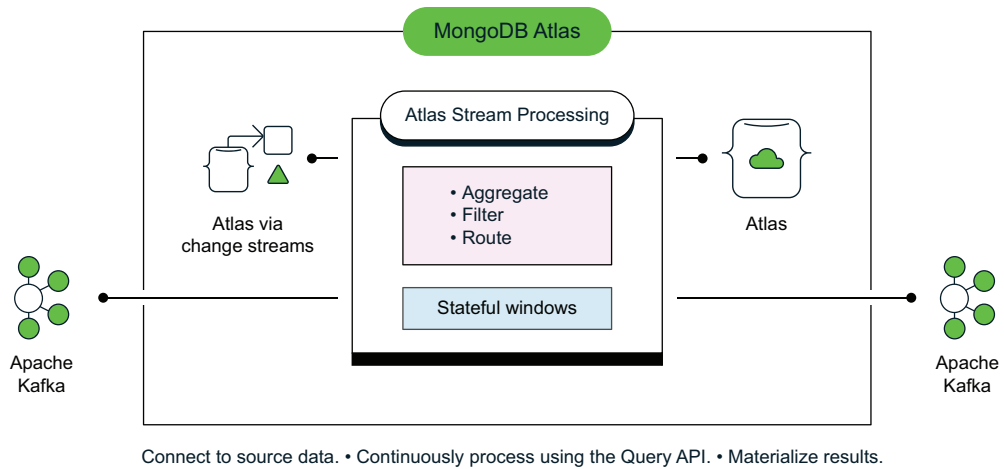 MongoDB Atlas
Atlas Stream Processing
• Aggregate
• Filter
• Route
Stateful windows
Atlas via
change streams
Atlas
Apache
Kafka
Apache
Kafka
Connect to source data. • Continuously process using the Query API. • Materialize results.